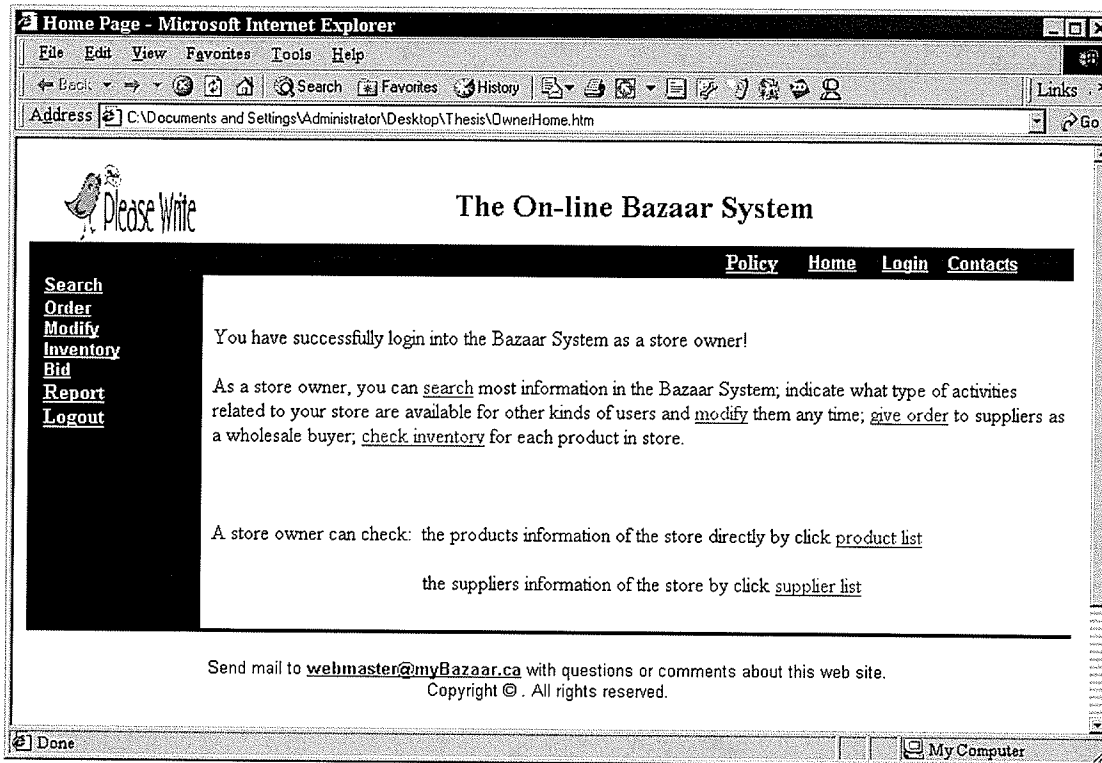 Home Page - Microsoft Internet Explorer
File Edit View Favorites Tools Help
Back Search Favorites History Links
Address C:\Documents and Settings\Administrator\Desktop\Thesis\OwnerHome.htm Go
Please Write
The On-line Bazaar System
Policy Home Login Contacts
Search
Order
Modify
Inventory
Bid
Report
Logout
You have successfully login into the Bazaar System as a store owner!
As a store owner, you can search most information in the Bazaar System; indicate what type of activities
related to your store are available for other kinds of users and modify them any time; give order to suppliers as
a wholesale buyer; check inventory for each product in store.
A store owner can check: the products information of the store directly by click product list
the suppliers information of the store by click supplier list
Send mail to webmaster@myBazaar.ca with questions or comments about this web site.
Copyright © . All rights reserved.
Done My Computer